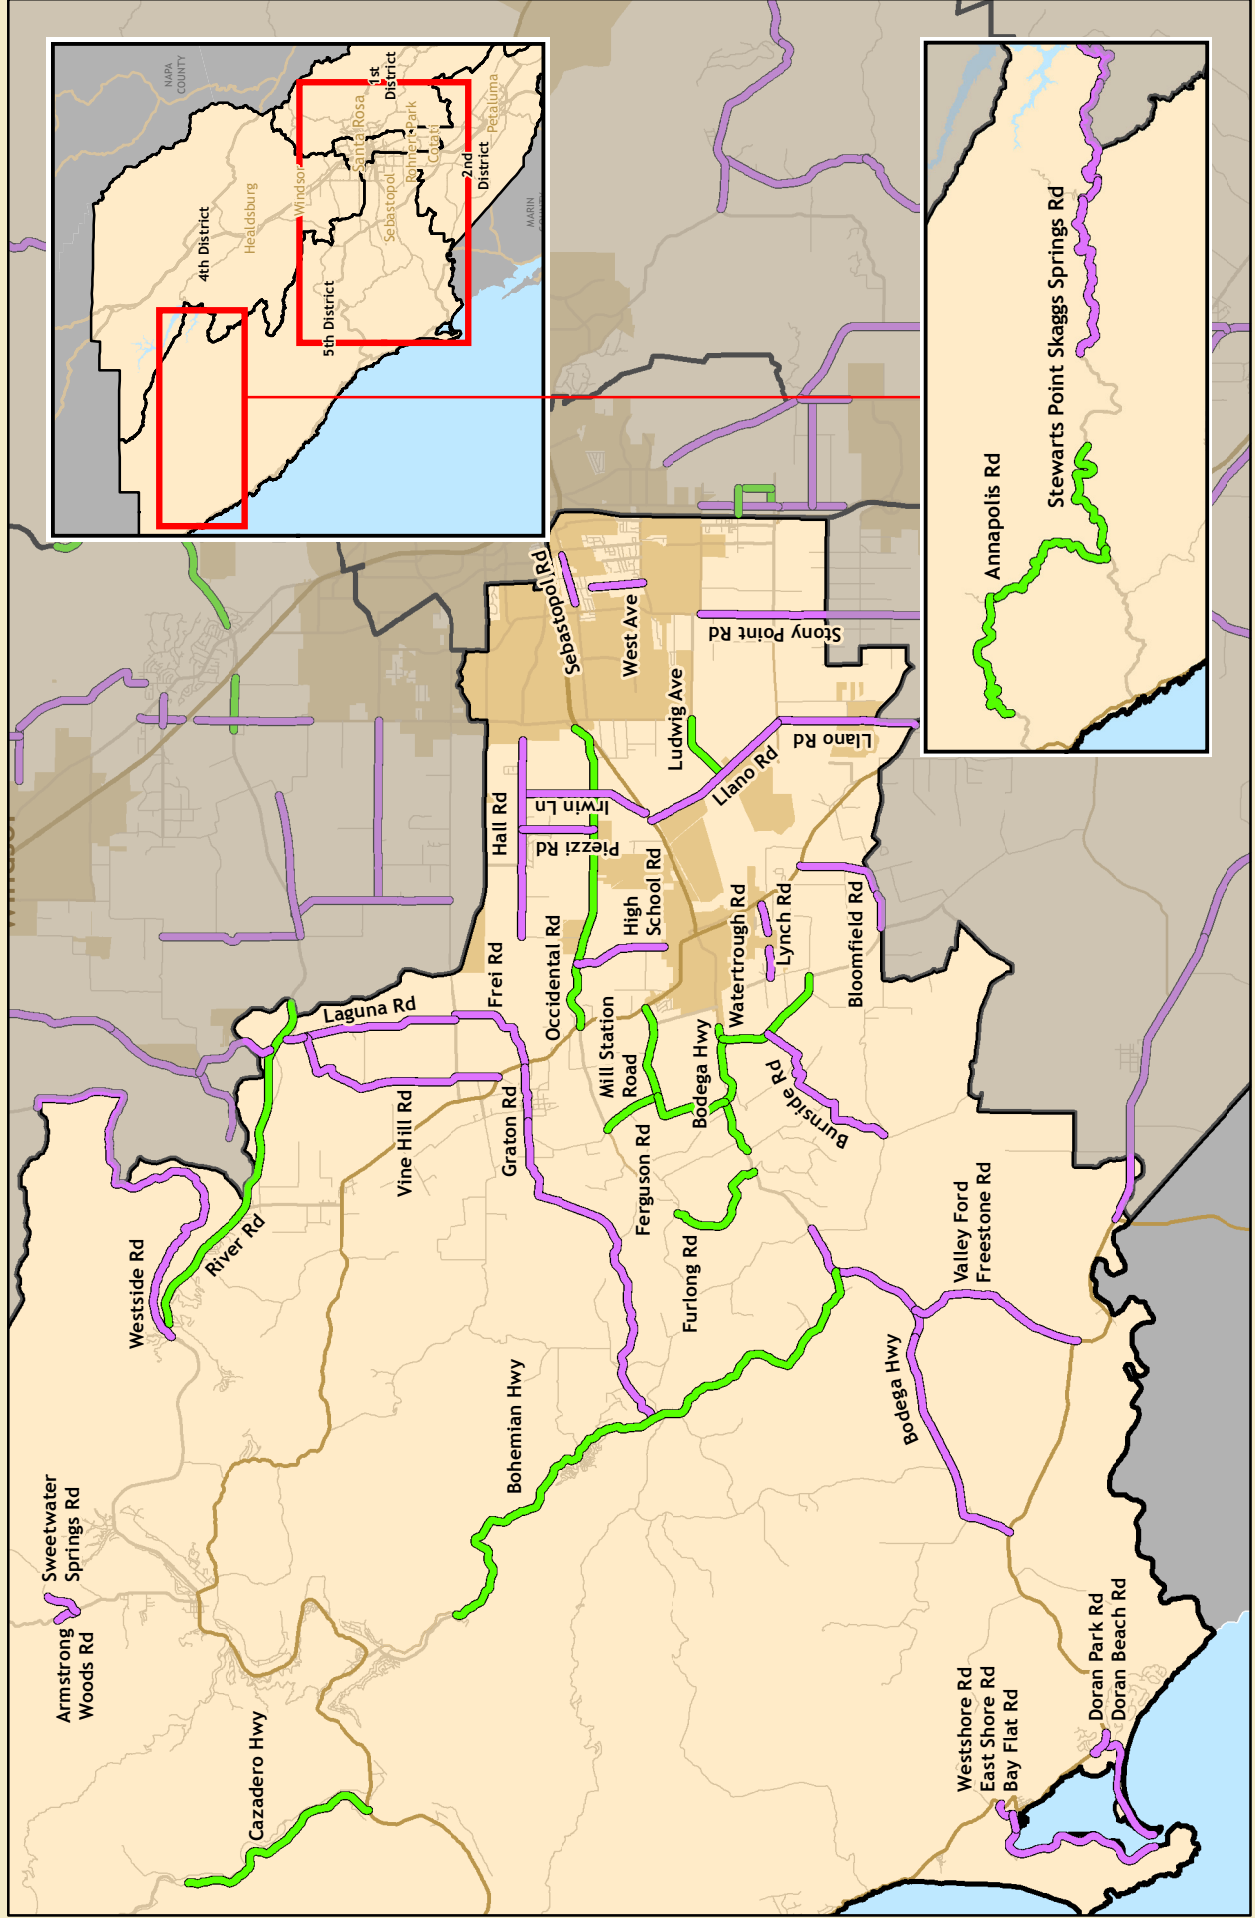 NAPA
COUNTY
1st
District
4th District
Healdsburg
Windsor
Santa Rosa
Rohnert Park
Cotati
Petaluma
Sebastopol
2nd
District
5th District
MARIN
Annapolis Rd
Stewarts Point Skaggs Springs Rd
Sebastopol Rd
West Ave
Stony Point Rd
Ludwig Ave
Llano Rd
Llano Rd
Hall Rd
Irwin Ln
Piezzi Rd
High
School Rd
Frei Rd
Occidental Rd
Watertrough Rd
Lynch Rd
Bloomfield Rd
Laguna Rd
Mill Station
Road
Bodega Hwy
Burnside Rd
Vine Hill Rd
Graton Rd
Ferguson Rd
Furlong Rd
Westside Rd
River Rd
Valley Ford
Freestone Rd
Bohemian Hwy
Bodega Hwy
Sweetwater
Springs Rd
Armstrong
Woods Rd
Cazadero Hwy
Westshore Rd
East Shore Rd
Bay Flat Rd
Doran Park Rd
Doran Beach Rd